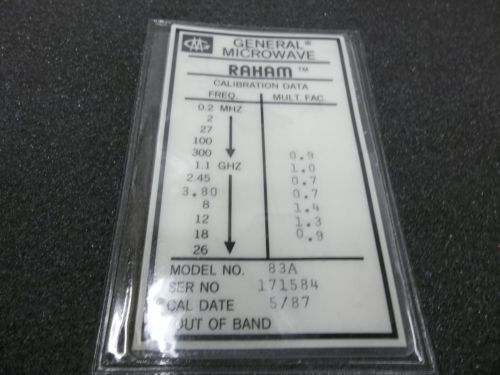 GENERAL®
MICROWAVE
RAHAM™
CALIBRATION DATA
FREQ. MULT. FAC.
0.2 MHZ
2
27
100
300 0.9
1.1 GHZ 1.0
2.45 0.7
3.80 0.7
8 1.4
12 1.3
18 0.9
26
MODEL NO. 83A
SER NO 171584
CAL DATE 5/87
OUT OF BAND